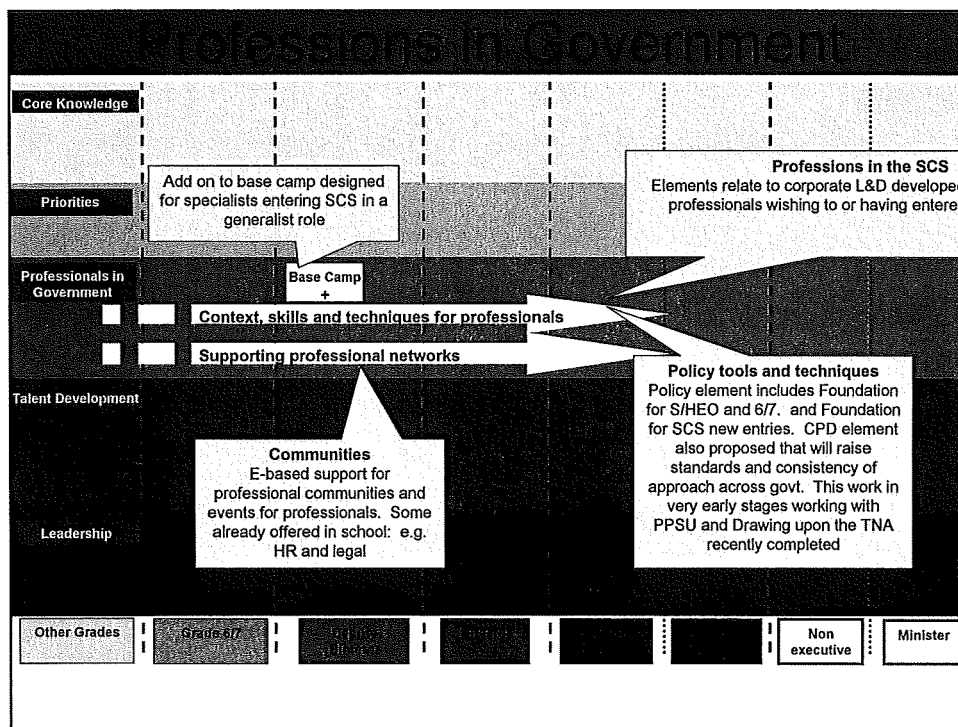 Professions in Government
Core Knowledge
Professions in the SCS
Elements relate to corporate L&D develope
professionals wishing to or having entere
Add on to base camp designed
for specialists entering SCS in a
generalist role
Priorities
Professionals in
Government
Base Camp
+
Context, skills and techniques for professionals
Supporting professional networks
Policy tools and techniques
Policy element includes Foundation
for S/HEO and 6/7. and Foundation
for SCS new entries. CPD element
also proposed that will raise
standards and consistency of
approach across govt. This work in
very early stages working with
PPSU and Drawing upon the TNA
recently completed
Talent Development
Communities
E-based support for
professional communities and
events for professionals. Some
already offered in school: e.g.
HR and legal
Leadership
Other Grades
Grade 6/7
Deputy
Director
Non
executive
Minister